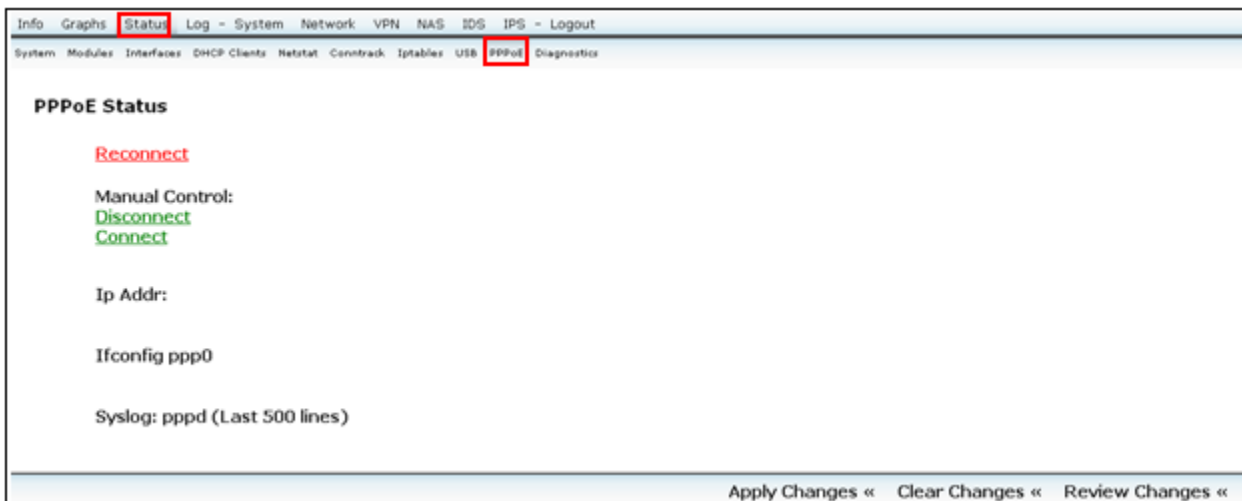 Info Graphs Status Log - System Network VPN NAS IDS IPS - Logout
System Modules Interfaces DHCP Clients Netstat Conntrack Iptables USB PPPoE Diagnostics
PPPoE Status
Reconnect
Manual Control:
Disconnect
Connect
Ip Addr:
Ifconfig ppp0
Syslog: pppd (Last 500 lines)
Apply Changes « Clear Changes « Review Changes «